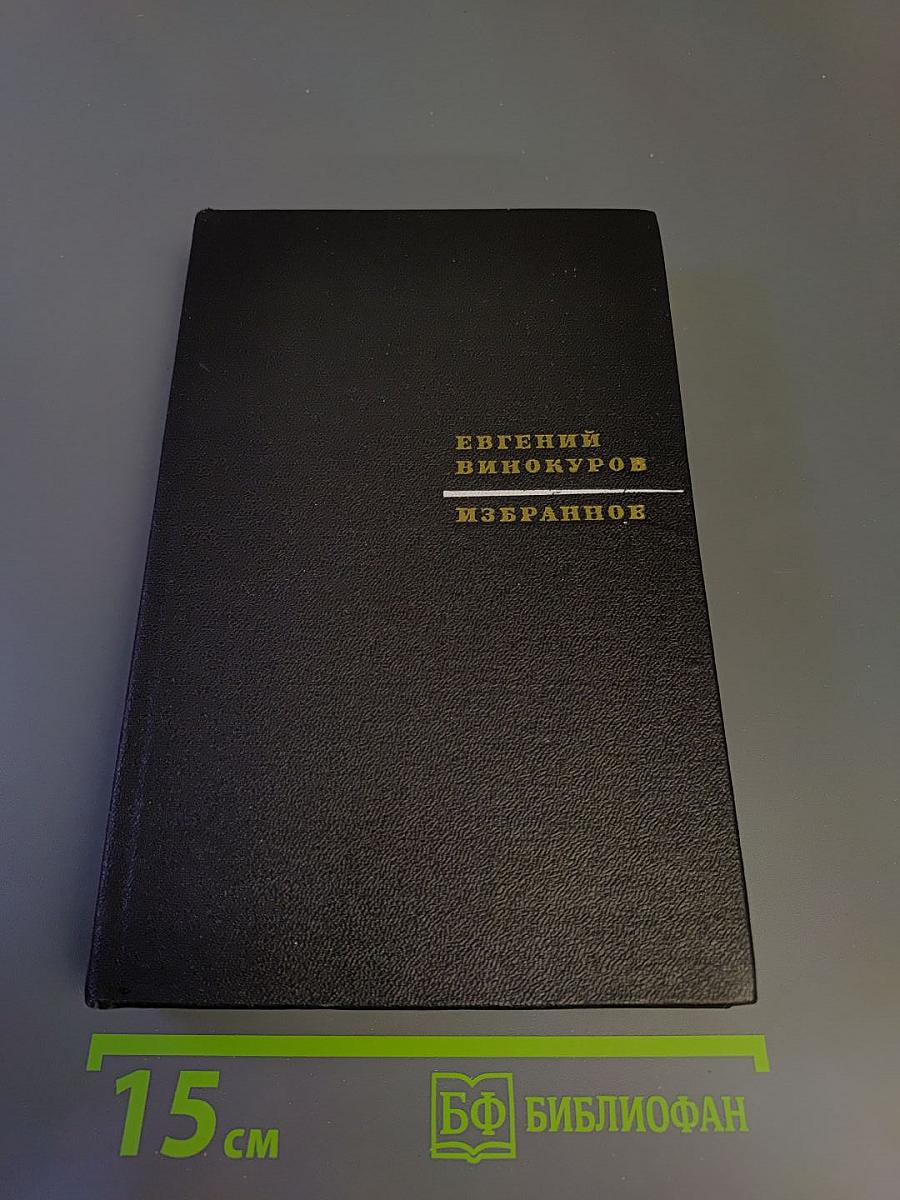 ЕВГЕНИЙ
ВИНОКУРОВ
ИЗБРАННОЕ
15 см
БФ БИБЛИОФАН